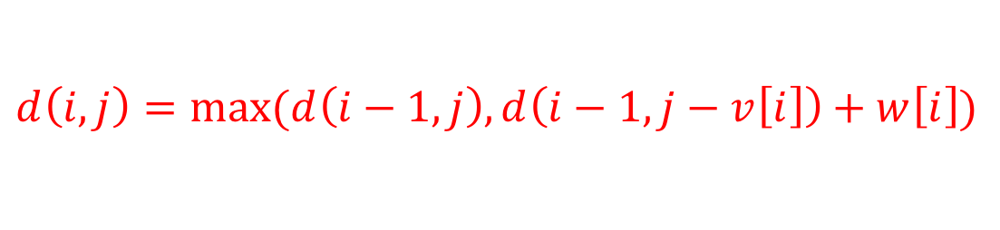 d(i,j) = max(d(i − 1,j),d(i − 1,j − v[i]) + w[i])